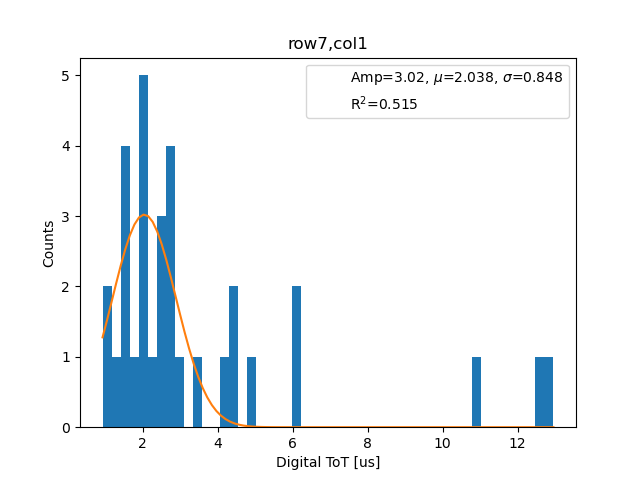 row7,col1
Amp=3.02, μ=2.038, σ=0.848
R²=0.515
Counts
5
4
3
2
1
0
2 4 6 8 10 12
Digital ToT [us]